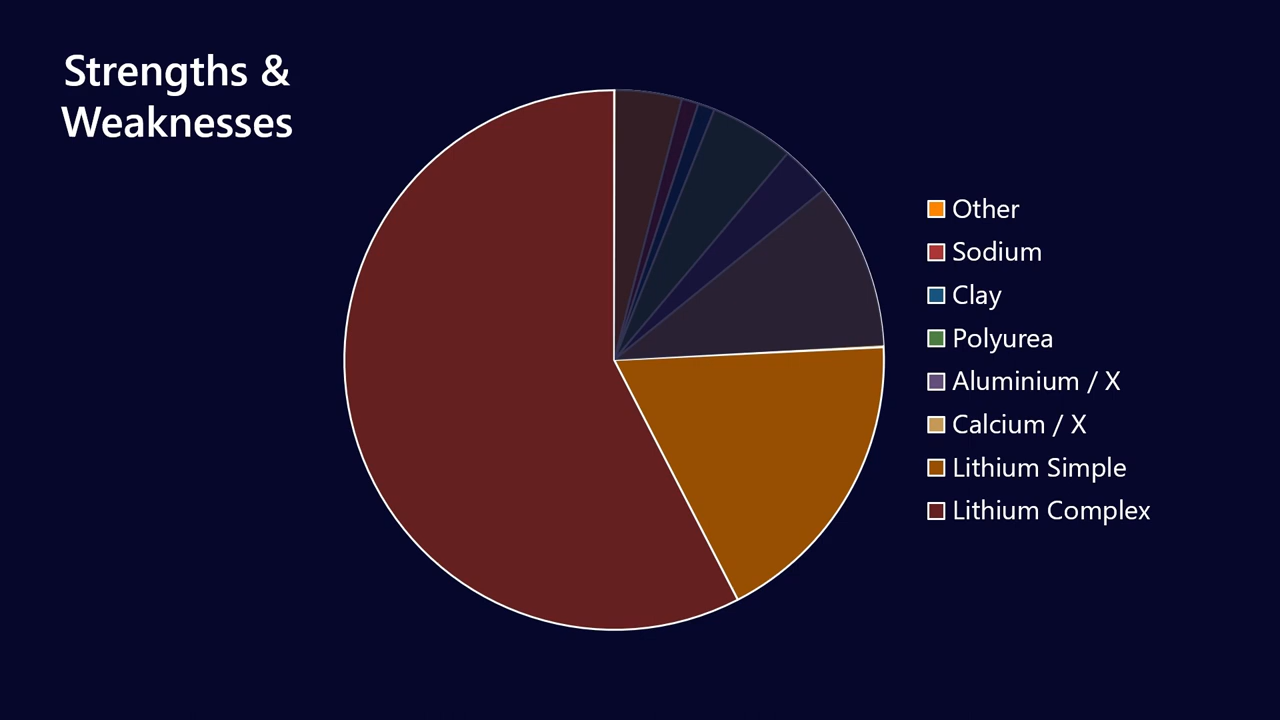 Strengths &
Weaknesses
Other
Sodium
Clay
Polyurea
Aluminium / X
Calcium / X
Lithium Simple
Lithium Complex